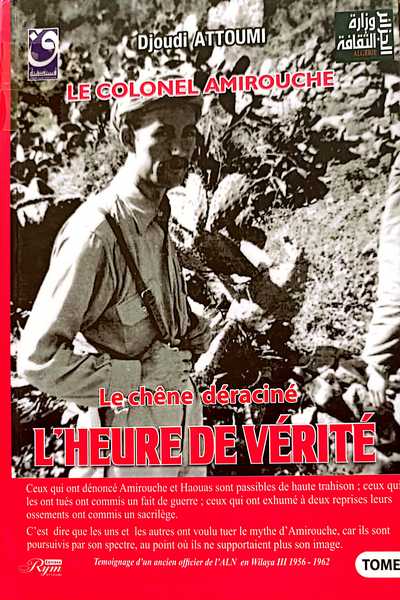 Djoudi ATTOUMI
وزارة
الثقافة
الجزائر
ALGERIE
LE COLONEL AMIROUCHE
Le chêne déraciné
L'HEURE DE VÉRITÉ
Ceux qui ont dénoncé Amirouche et Haouas sont passibles de haute trahison ; ceux qui
les ont tués ont commis un fait de guerre ; ceux qui ont exhumé à deux reprises leurs
ossements ont commis un sacrilège.
C'est dire que les uns et les autres ont voulu tuer le mythe d'Amirouche, car ils sont
poursuivis par son spectre, au point où ils ne supportaient plus son image.
Editions
Rym
Temoignage d'un ancien officier de l'ALN en Wilaya III 1956 - 1962
TOME